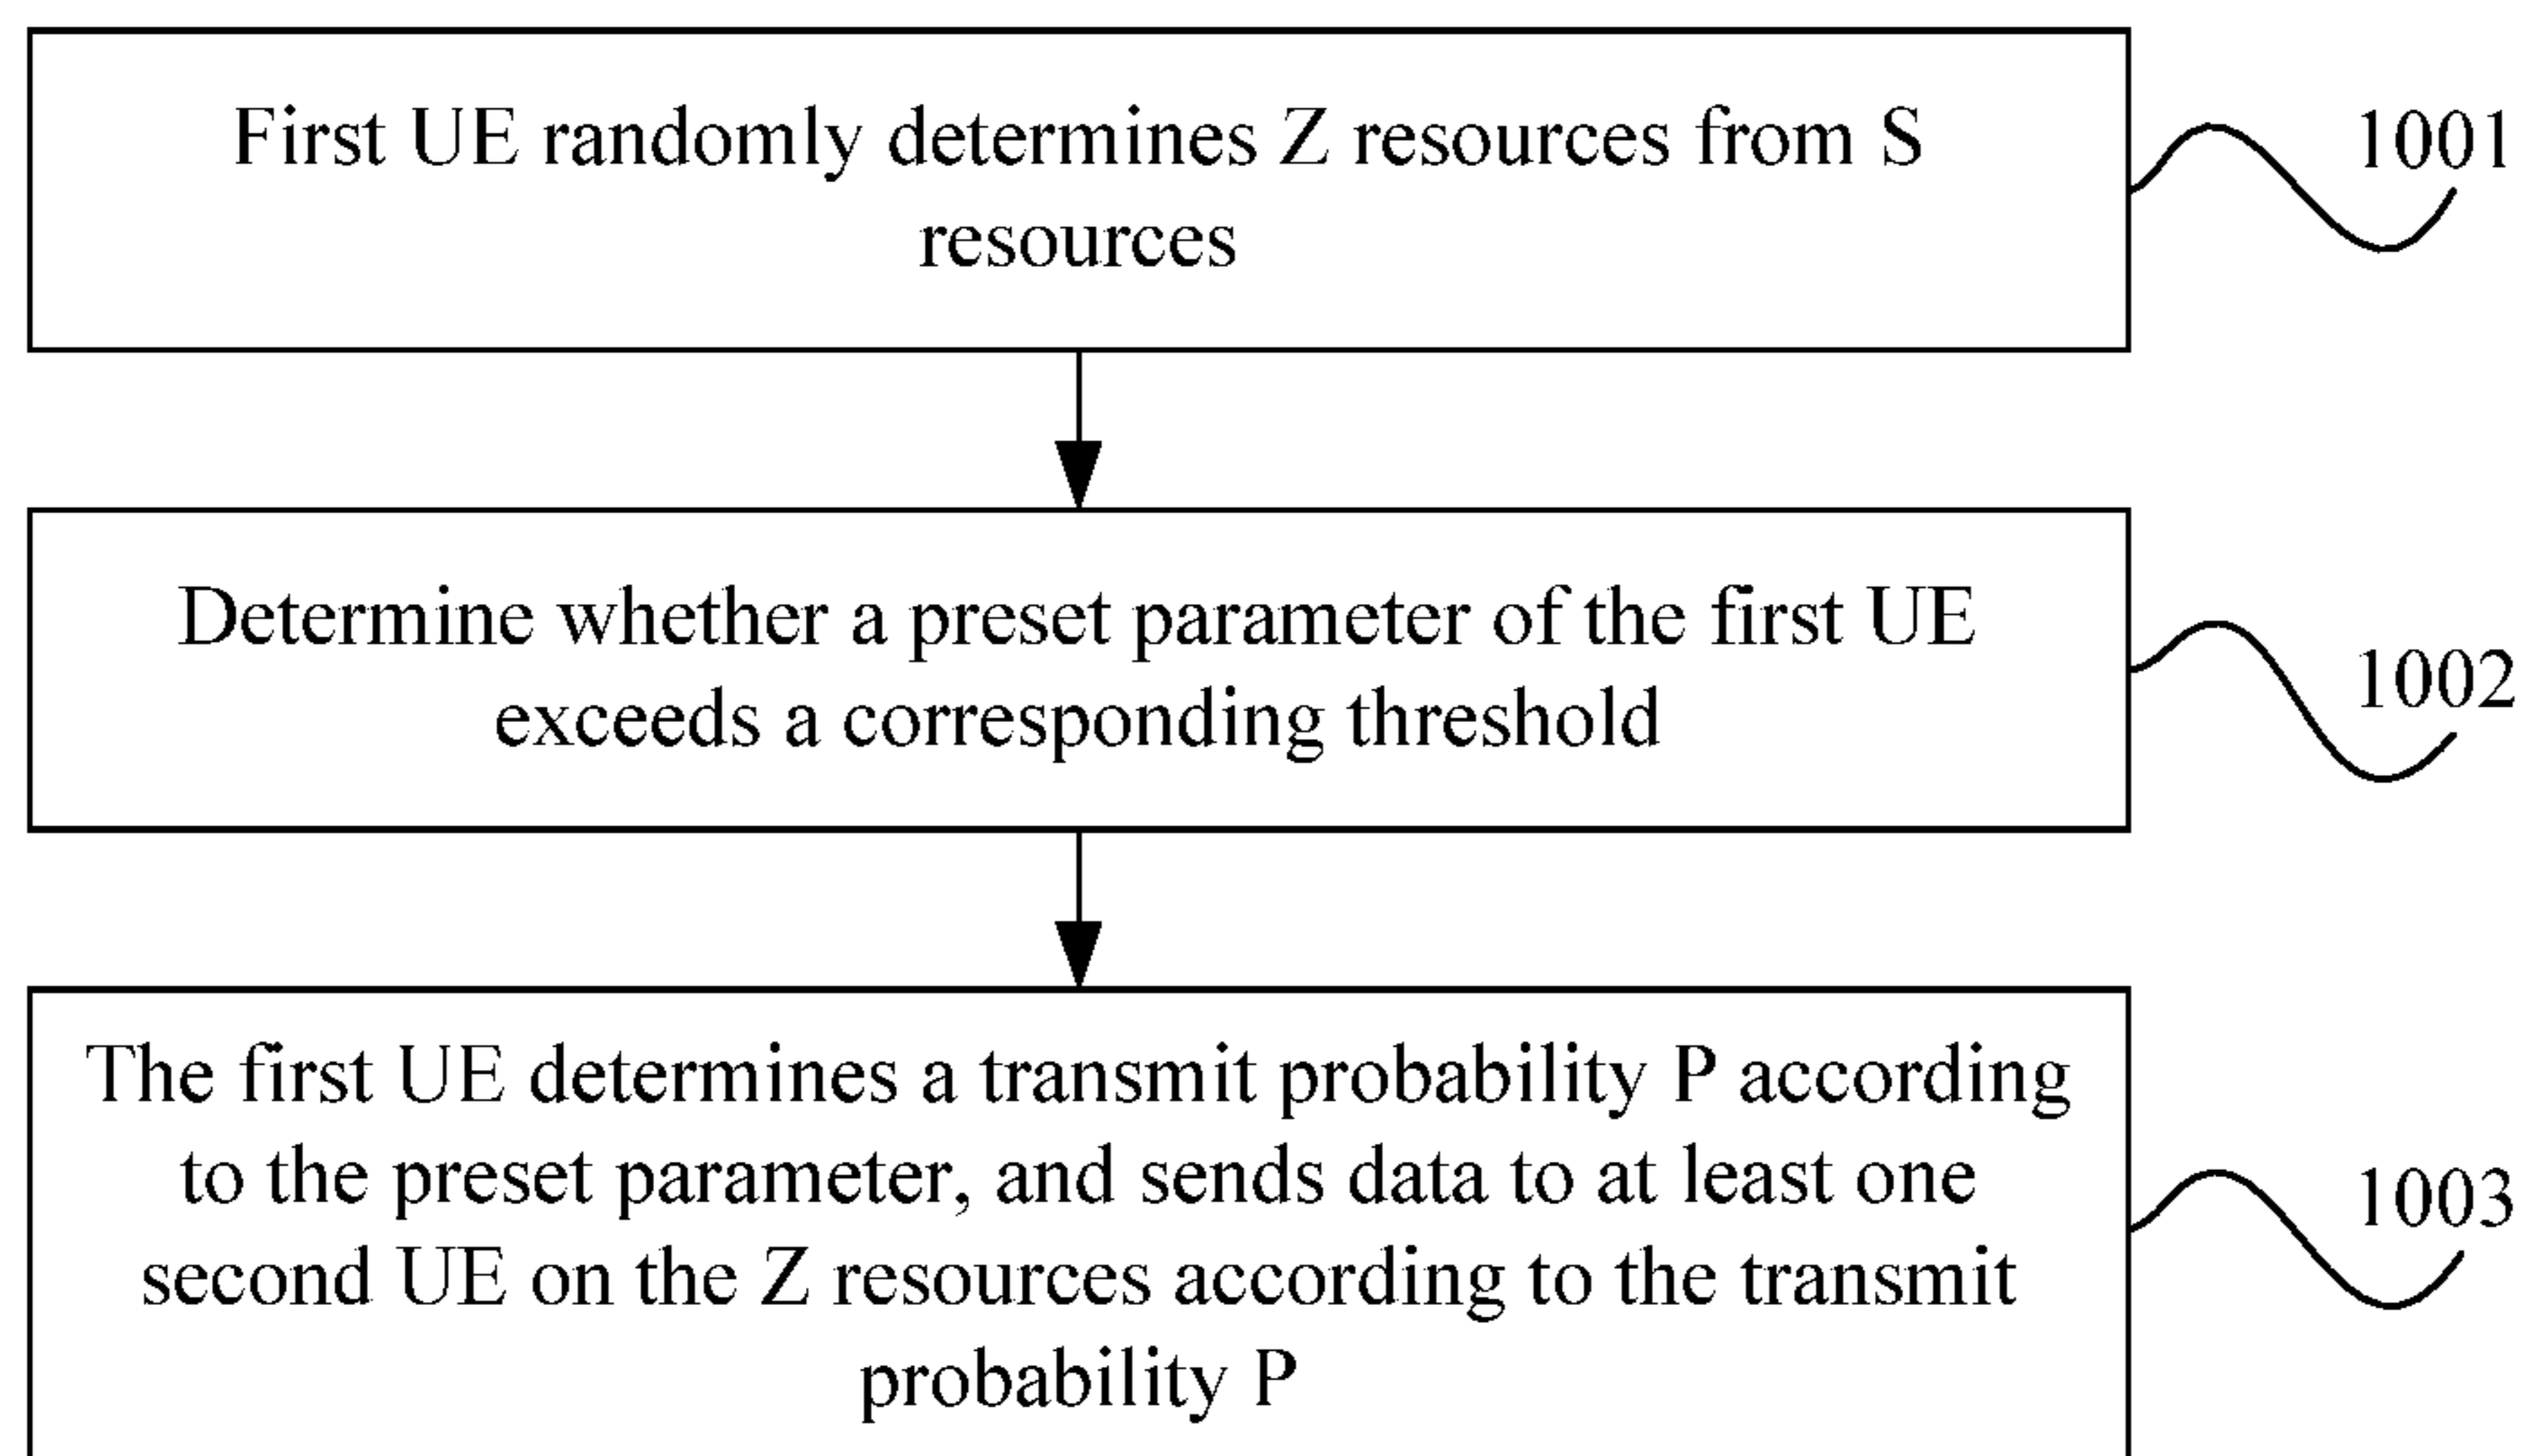 First UE randomly determines Z resources from S
resources
1001
Determine whether a preset parameter of the first UE
exceeds a corresponding threshold
1002
The first UE determines a transmit probability P according
to the preset parameter, and sends data to at least one
second UE on the Z resources according to the transmit
probability P
1003